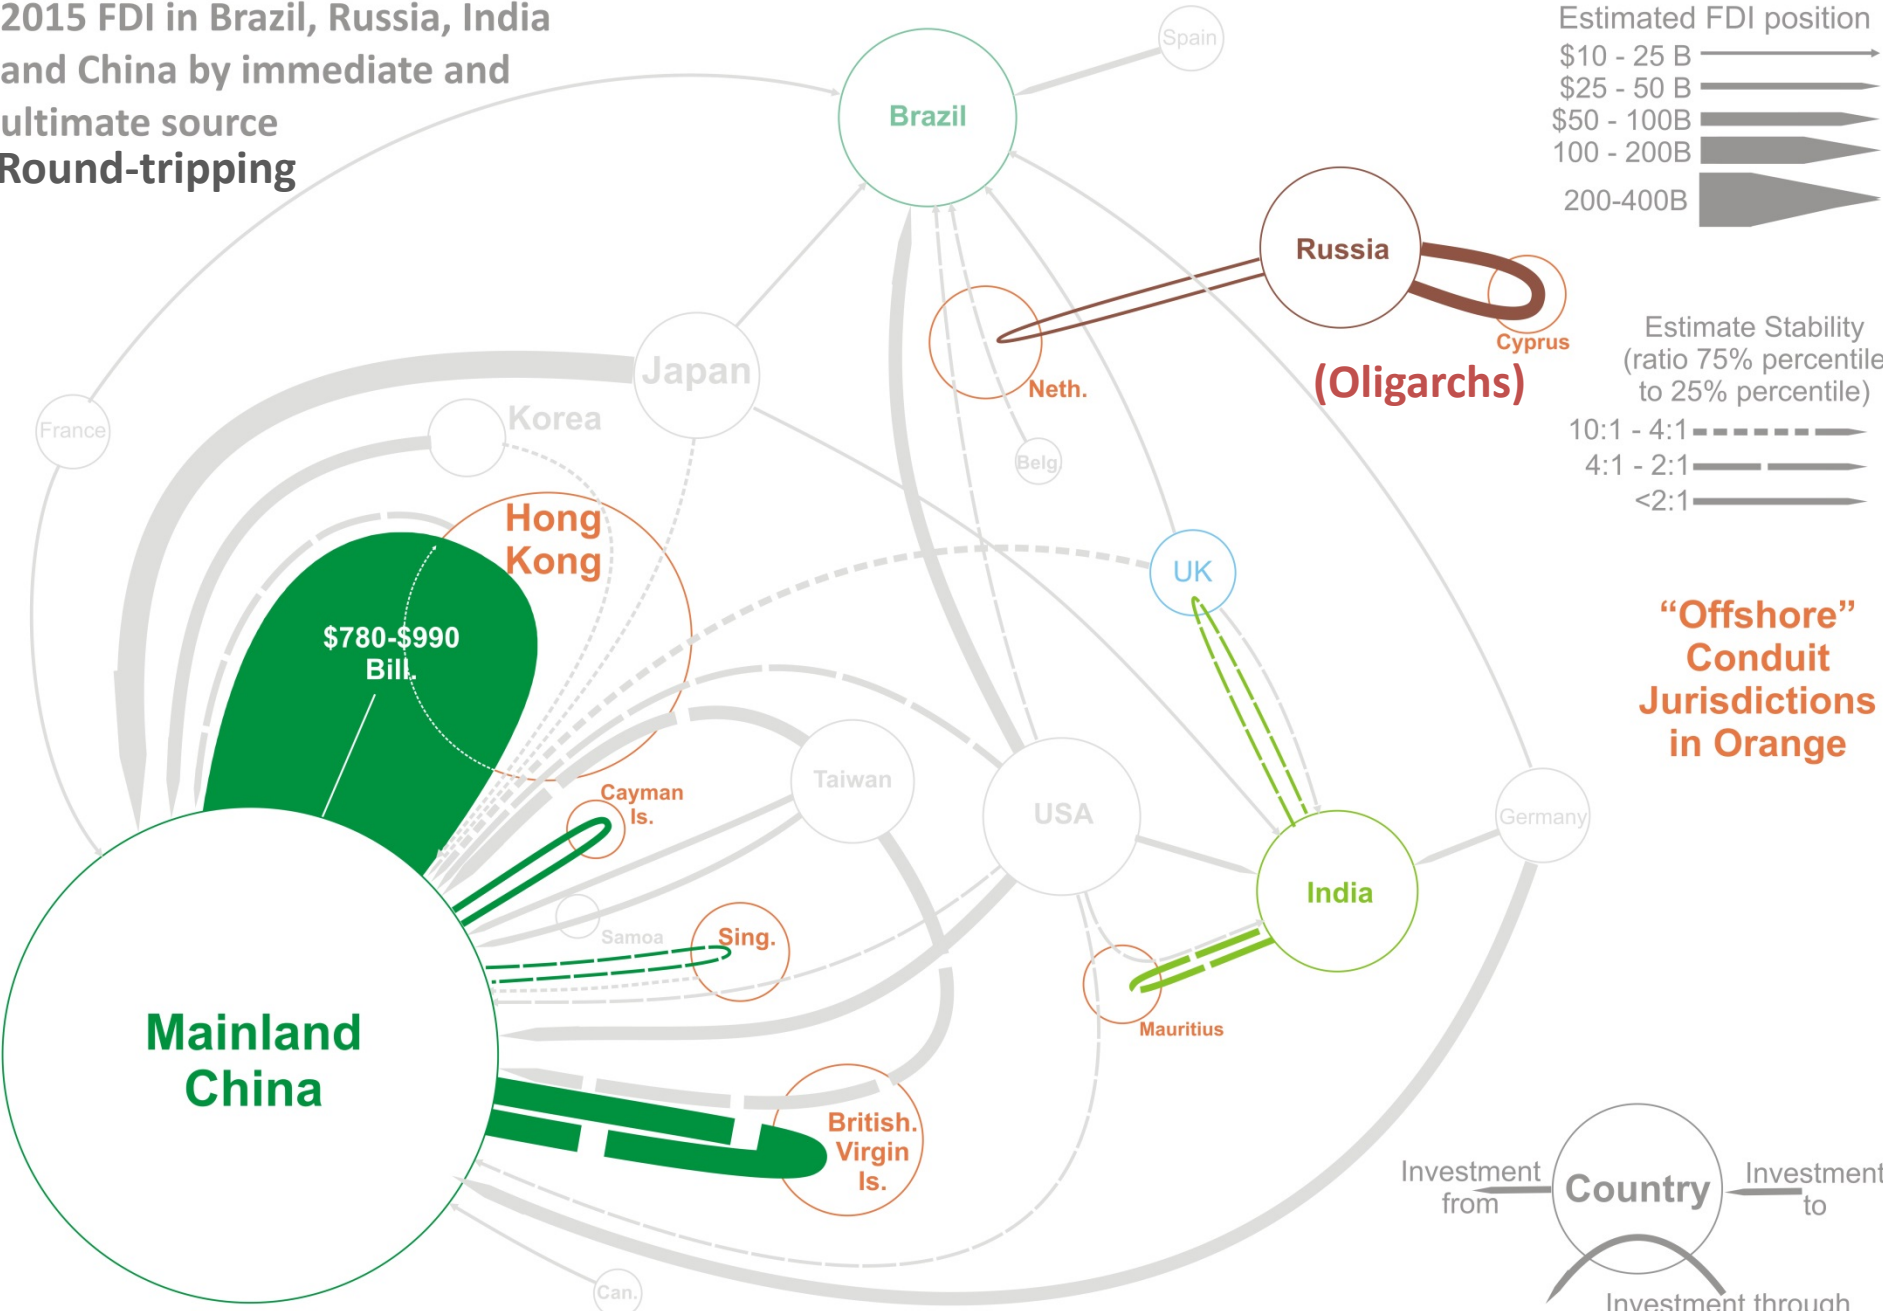 2015 FDI in Brazil, Russia, India
and China by immediate and
ultimate source
Round-tripping
Estimated FDI position
$10 - 25 B
$25 - 50 B
$50 - 100B
100 - 200B
200-400B
Spain
Brazil
Russia
Cyprus
(Oligarchs)
Neth.
Estimate Stability
(ratio 75% percentile
to 25% percentile)
10:1 - 4:1
4:1 - 2:1
<2:1
Japan
Korea
France
Belg
Hong
Kong
UK
$780-$990
Bill.
“Offshore”
Conduit
Jurisdictions
in Orange
Cayman
Is.
Taiwan
USA
Germany
India
Samoa
Sing.
Mauritius
Mainland
China
British.
Virgin
Is.
Can.
Investment
from
Country
Investment
to
Investment through